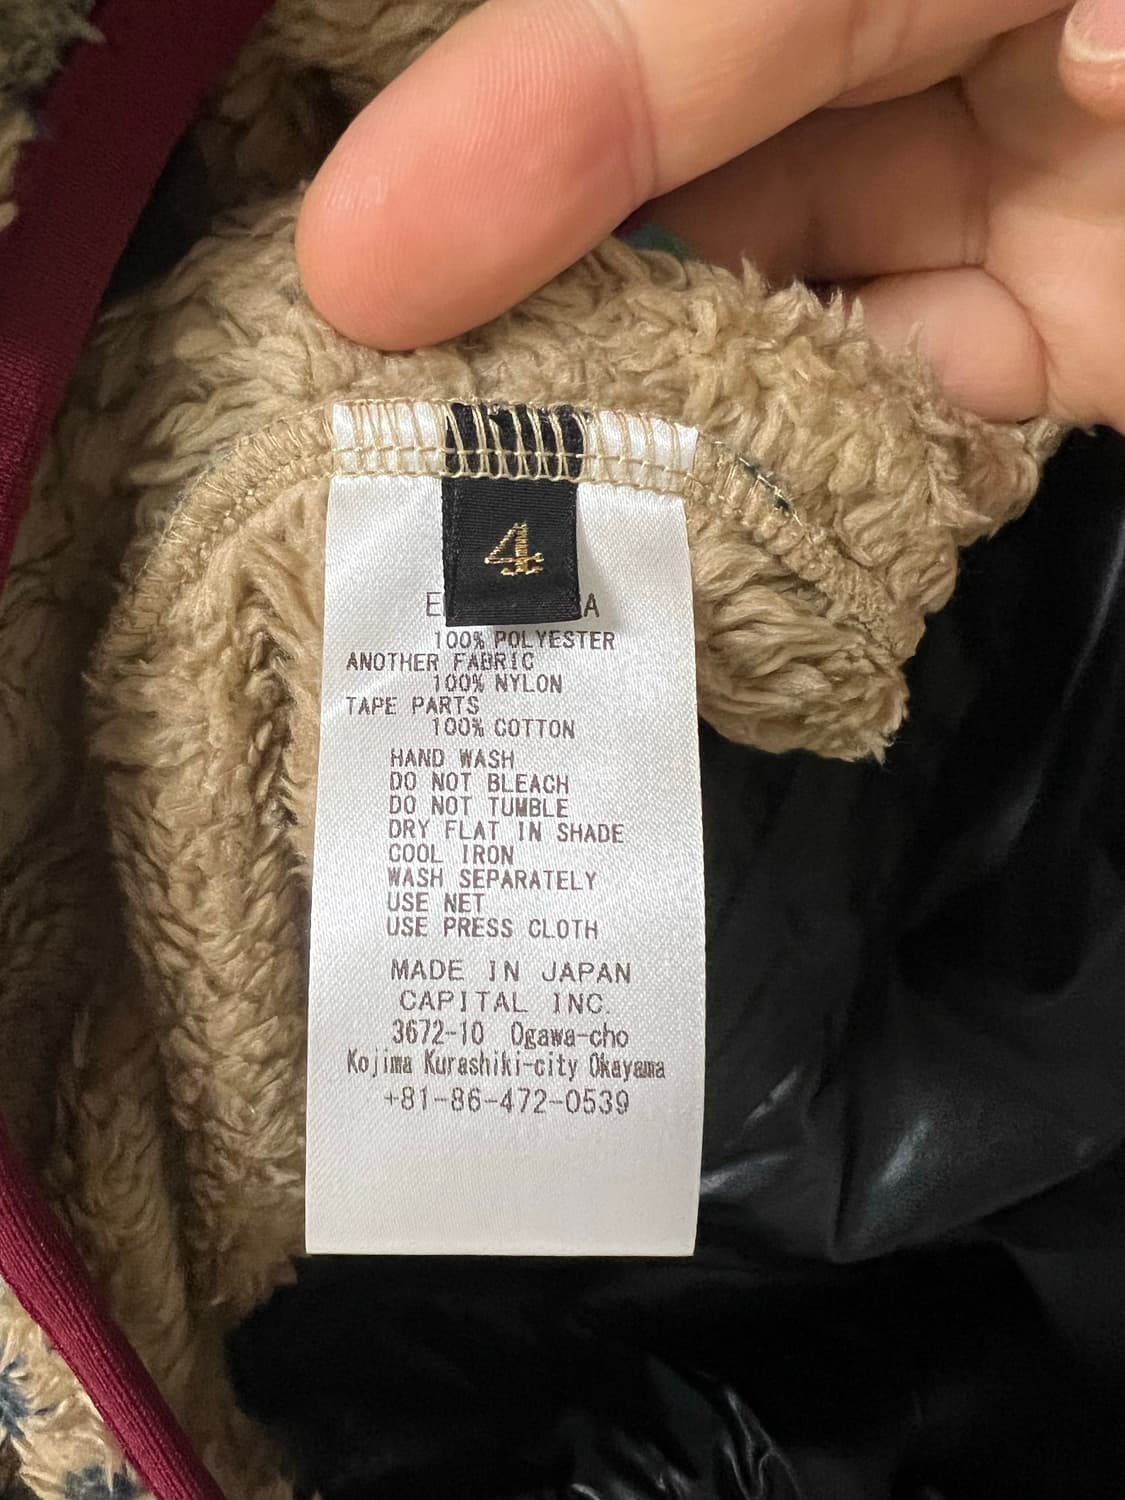 4
100% POLYESTER
ANOTHER FABRIC
100% NYLON
TAPE PARTS
100% COTTON
HAND WASH
DO NOT BLEACH
DO NOT TUMBLE
DRY FLAT IN SHADE
COOL IRON
WASH SEPARATELY
USE NET
USE PRESS CLOTH
MADE IN JAPAN
CAPITAL INC.
3672-10 Ogawa-cho
Kojima Kurashiki-city Okayama
+81-86-472-0539